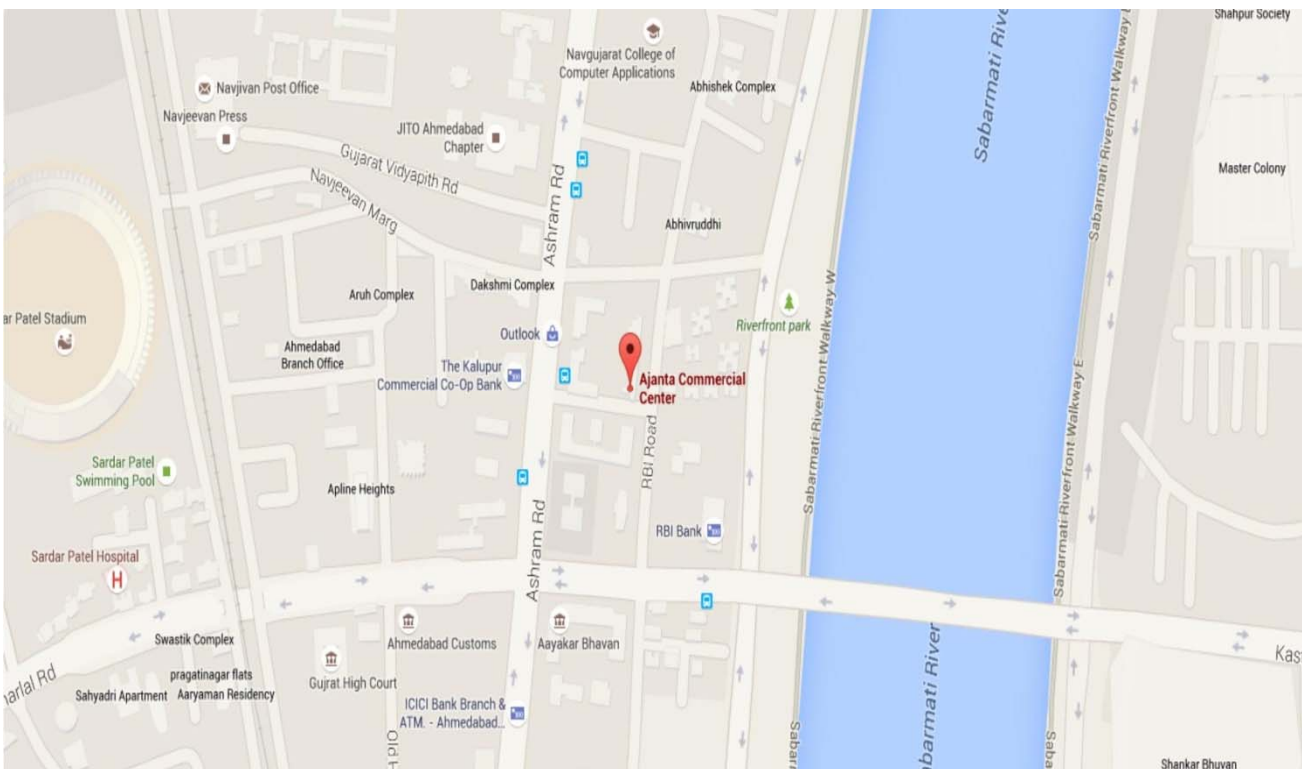 Shahpur Society
Navgujarat College of
Computer Applications
Sabarmati Rive
Sabarmati Riverfront Walkway E
Navjivan Post Office
Abhishek Complex
Navjeevan Press
JITO Ahmedabad
Chapter
Gujarat Vidyapith Rd
Master Colony
Navjeevan Marg
Ashram Rd
Abhivruddhi
Dakshmi Complex
Aruh Complex
ar Patel Stadium
Outlook
Riverfront park
Sabarmati Riverfront Walkway W
Ahmedabad
Branch Office
The Kalupur
Commercial Co-Op Bank
Ajanta Commercial
Center
RBI Road
Sabarmati Riverfront Walkway E
Sardar Patel
Swimming Pool
Apline Heights
Ashram Rd
RBI Bank
Sardar Patel Hospital
H
Swastik Complex
Ahmedabad Customs
Aayakar Bhavan
Kas
arlal Rd
pragatinagar flats
Sahyadri Apartment
Aaryaman Residency
Gujrat High Court
ICICI Bank Branch &
ATM. - Ahmedabad...
Old H
Sabarr
abarmati River
Saba
Shankar Bhuvan